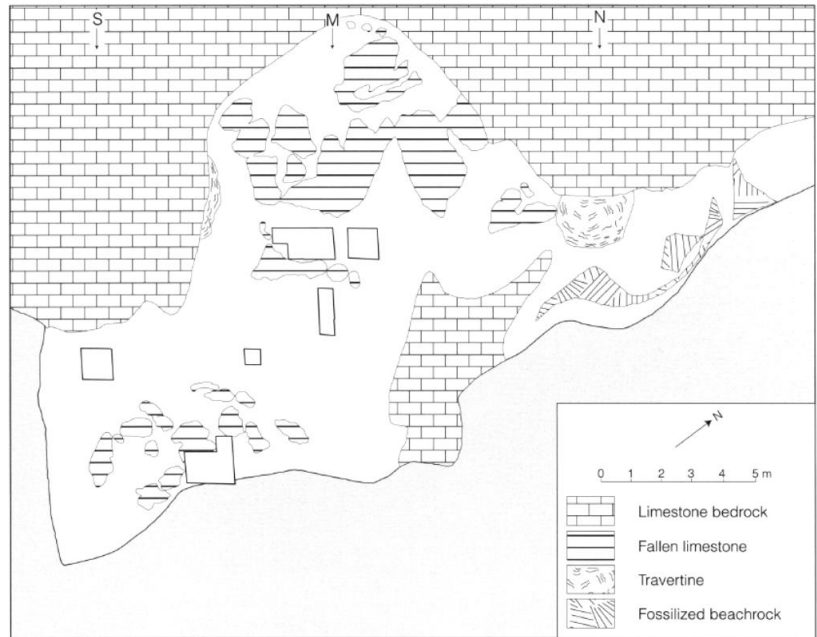 S M N
N
0 1 2 3 4 5 m
Limestone bedrock
Fallen limestone
Travertine
Fossilized beachrock